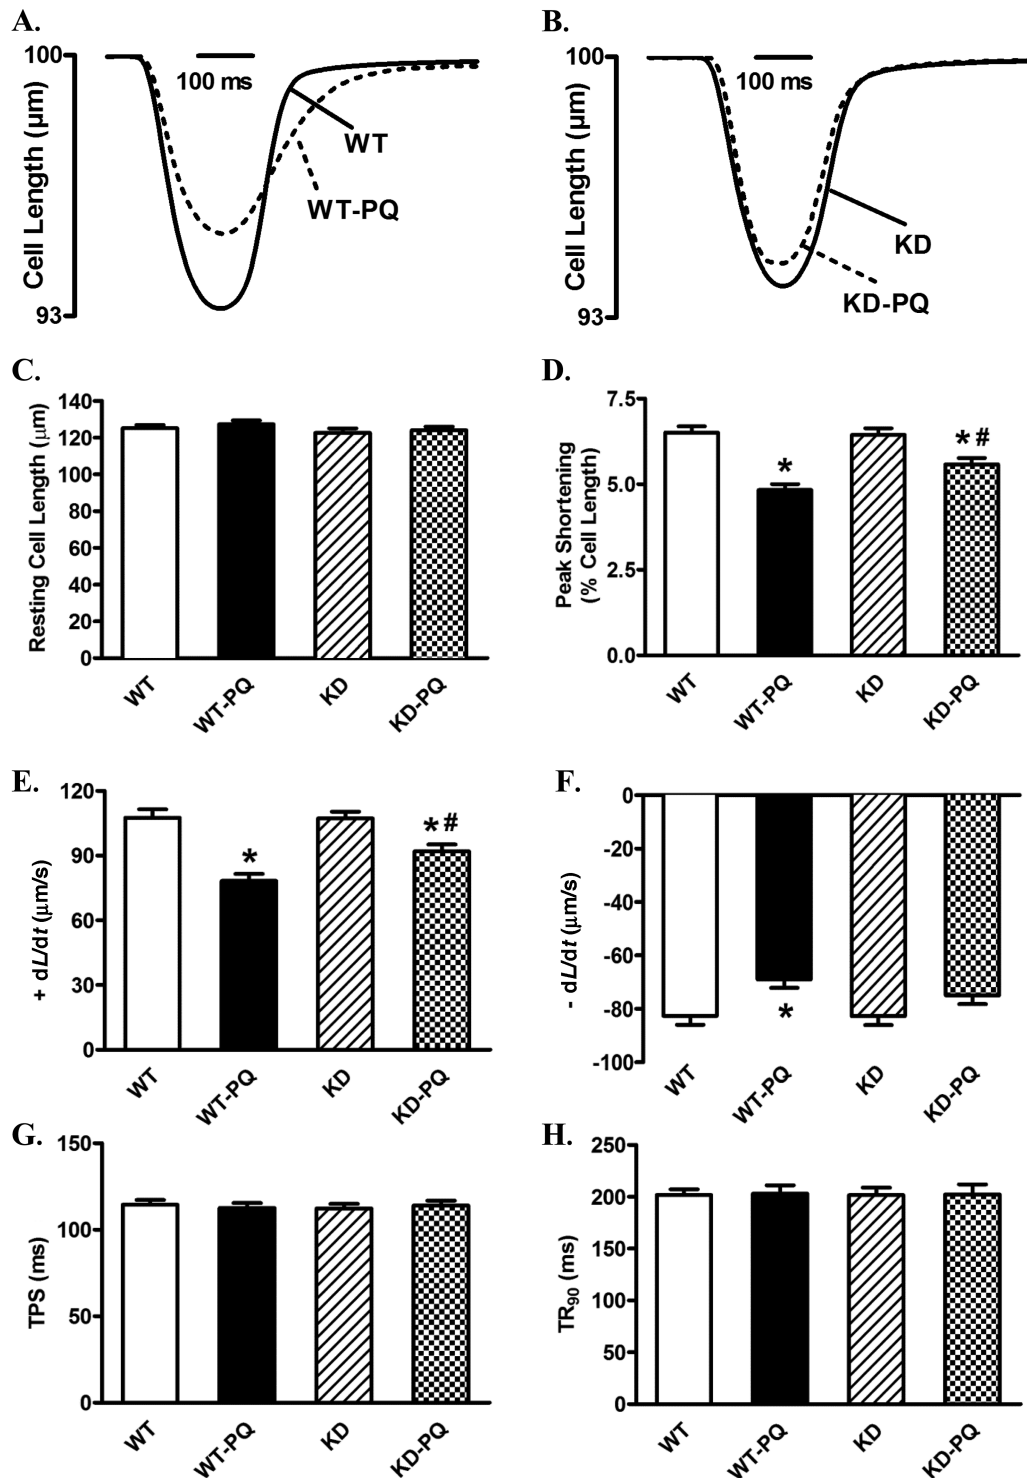 A.
100
100 ms
Cell Length (μm)
WT
WT-PQ
93
B.
100
100 ms
Cell Length (μm)
KD
KD-PQ
93
C.
140
120
100
80
60
40
20
0
Resting Cell Length (μm)
WT
WT-PQ
KD
KD-PQ
D.
7.5
5.0
2.5
0.0
Peak Shortening
(% Cell Length)
*
* #
WT
WT-PQ
KD
KD-PQ
E.
120
90
60
30
0
+ dL/dt (μm/s)
*
* #
WT
WT-PQ
KD
KD-PQ
F.
0
-20
-40
-60
-80
-100
- dL/dt (μm/s)
*
WT
WT-PQ
KD
KD-PQ
G.
150
100
50
0
TPS (ms)
WT
WT-PQ
KD
KD-PQ
H.
250
200
150
100
50
0
TR90 (ms)
WT
WT-PQ
KD
KD-PQ